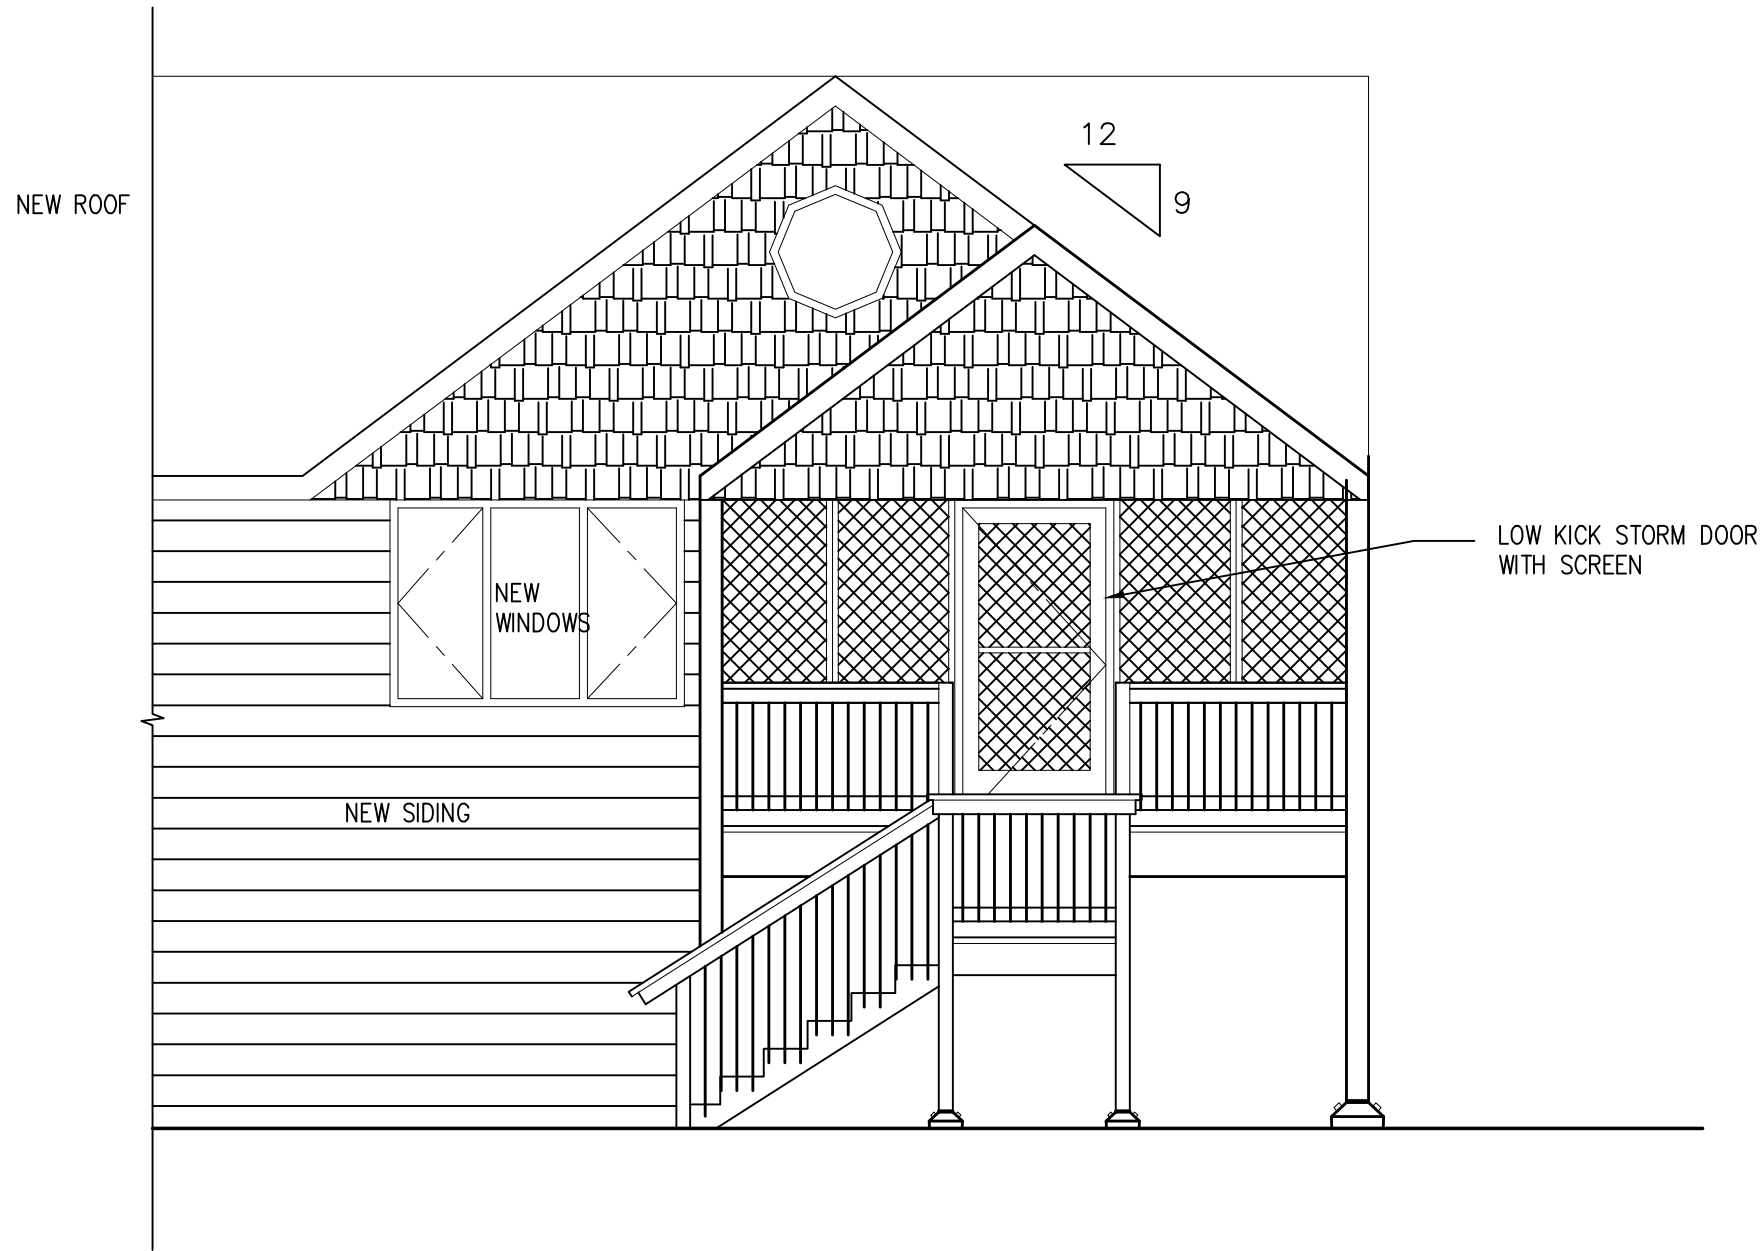 12
9
NEW ROOF
LOW KICK STORM DOOR
WITH SCREEN
NEW
WINDOWS
NEW SIDING